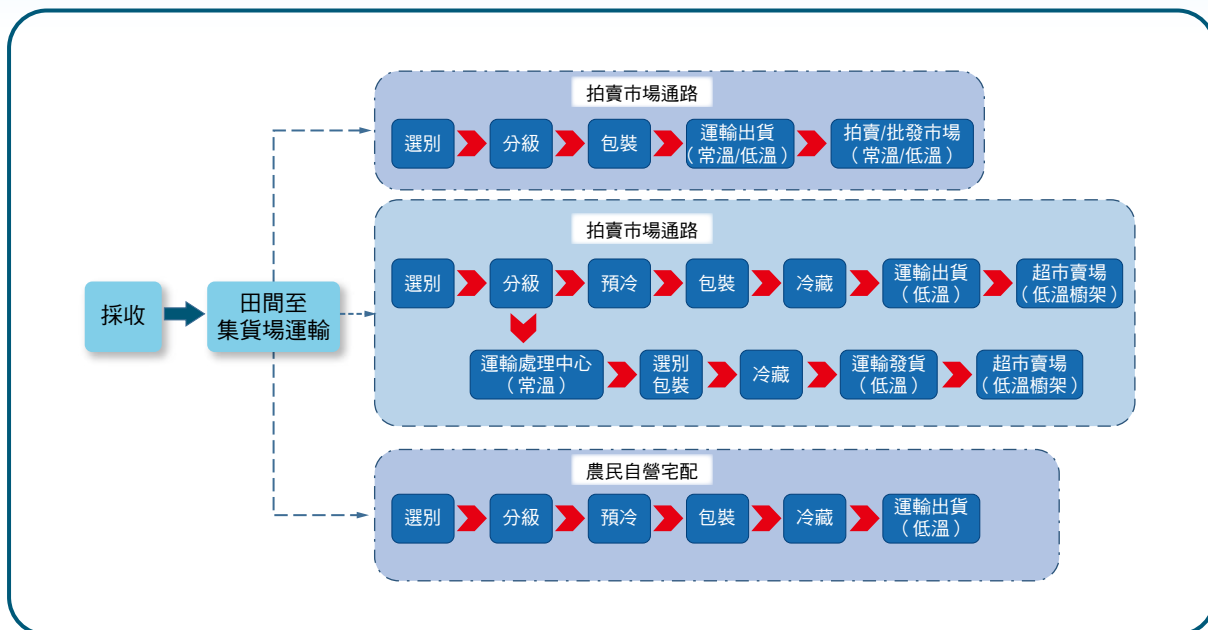 拍賣市場通路
選別
分級
包裝
運輸出貨
（常溫/低溫）
拍賣/批發市場
（常溫/低溫）
採收
田間至
集貨場運輸
拍賣市場通路
選別
分級
預冷
包裝
冷藏
運輸出貨
（低溫）
超市賣場
（低溫櫥架）
運輸處理中心
（常溫）
選別
包裝
冷藏
運輸發貨
（低溫）
超市賣場
（低溫櫥架）
農民自營宅配
選別
分級
預冷
包裝
冷藏
運輸出貨
（低溫）